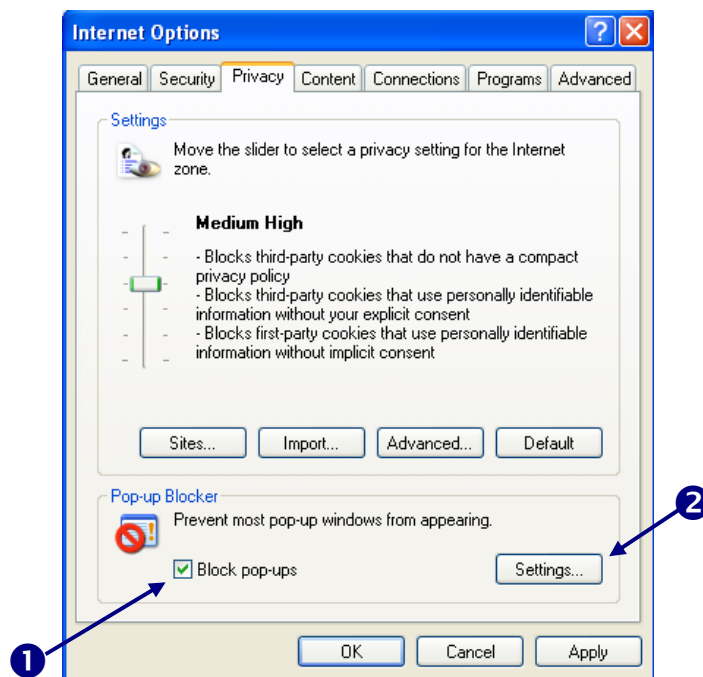 Internet Options
General Security Privacy Content Connections Programs Advanced
Settings
Move the slider to select a privacy setting for the Internet
zone.
Medium High
- Blocks third-party cookies that do not have a compact
privacy policy
- Blocks third-party cookies that use personally identifiable
information without your explicit consent
- Blocks first-party cookies that use personally identifiable
information without implicit consent
Sites... Import... Advanced... Default
Pop-up Blocker
Prevent most pop-up windows from appearing.
2
Block pop-ups Settings...
1
OK Cancel Apply